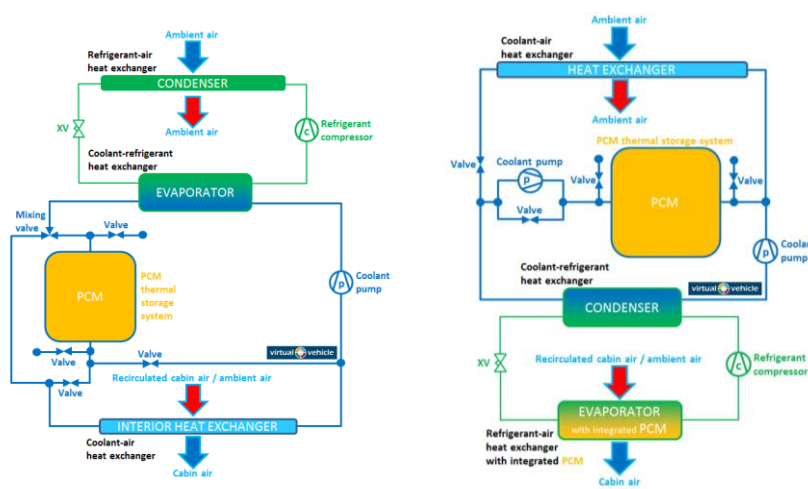 Ambient air
Refrigerant-air
heat exchanger
CONDENSER
XV
C
Refrigerant
compressor
Ambient air
Coolant-refrigerant
heat exchanger
EVAPORATOR
Mixing
valve
Valve
PCM
PCM
thermal
storage
system
p
Coolant
pump
Valve
Valve
Valve
virtual vehicle
Recirculated cabin air / ambient air
INTERIOR HEAT EXCHANGER
Coolant-air
heat exchanger
Cabin air
Ambient air
Coolant-air
heat exchanger
HEAT EXCHANGER
Ambient air
PCM thermal storage system
Valve
Coolant pump
p
Valve
Valve
Valve
PCM
Coolant
pump
p
Coolant-refrigerant
heat exchanger
virtual vehicle
CONDENSER
XV
Recirculated cabin air / ambient air
C
Refrigerant
compressor
EVAPORATOR
with integrated PCM
Refrigerant-air
heat exchanger
with integrated PCM
Cabin air